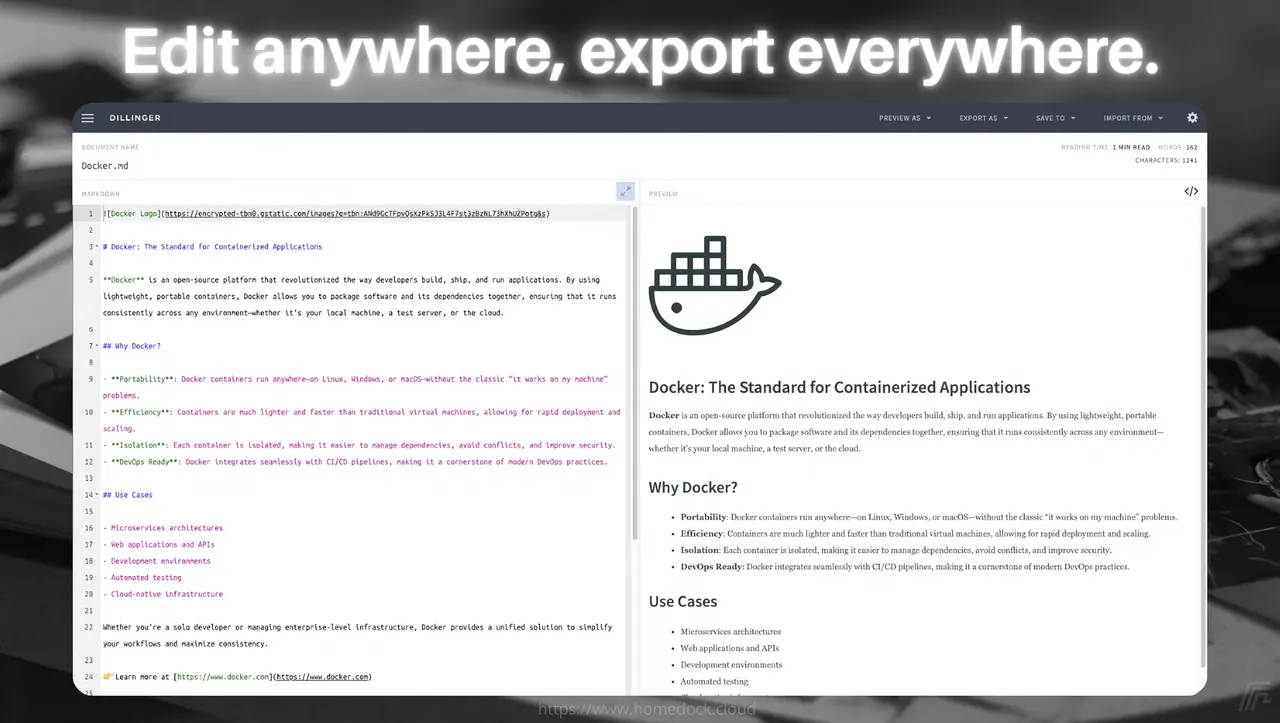 Edit anywhere, export everywhere.
DILLINGER
PREVIEW AS
EXPORT AS
SAVE TO
IMPORT FROM
DOCUMENT NAME
Docker.md
READING TIME: 1 MIN READ WORDS: 162
CHARACTERS: 1241
MARKDOWN
1 ![Docker Logo](https://encrypted-tbn0.gstatic.com/images?q=tbn:ANd9GcTFpvQsXzPkSJ3L4F7st3zBzNL73hXhUZPotg&s)
2
3 # Docker: The Standard for Containerized Applications
4
5 **Docker** is an open-source platform that revolutionized the way developers build, ship, and run applications. By using
lightweight, portable containers, Docker allows you to package software and its dependencies together, ensuring that it runs
consistently across any environment—whether it's your local machine, a test server, or the cloud.
6
7 ## Why Docker?
8
9 - **Portability**: Docker containers run anywhere—on Linux, Windows, or macOS—without the classic “it works on my machine”
problems.
10 - **Efficiency**: Containers are much lighter and faster than traditional virtual machines, allowing for rapid deployment and
scaling.
11 - **Isolation**: Each container is isolated, making it easier to manage dependencies, avoid conflicts, and improve security.
12 - **DevOps Ready**: Docker integrates seamlessly with CI/CD pipelines, making it a cornerstone of modern DevOps practices.
13
14 ## Use Cases
15
16 - Microservices architectures
17 - Web applications and APIs
18 - Development environments
19 - Automated testing
20 - Cloud-native infrastructure
21
22 Whether you're a solo developer or managing enterprise-level infrastructure, Docker provides a unified solution to simplify
your workflows and maximize consistency.
23
24 👉 Learn more at [https://www.docker.com](https://www.docker.com)
25
PREVIEW
</>
Docker: The Standard for Containerized Applications
Docker is an open-source platform that revolutionized the way developers build, ship, and run applications. By using lightweight, portable
containers, Docker allows you to package software and its dependencies together, ensuring that it runs consistently across any environment—
whether it's your local machine, a test server, or the cloud.
Why Docker?
• Portability: Docker containers run anywhere—on Linux, Windows, or macOS—without the classic “it works on my machine” problems.
• Efficiency: Containers are much lighter and faster than traditional virtual machines, allowing for rapid deployment and scaling.
• Isolation: Each container is isolated, making it easier to manage dependencies, avoid conflicts, and improve security.
• DevOps Ready: Docker integrates seamlessly with CI/CD pipelines, making it a cornerstone of modern DevOps practices.
Use Cases
• Microservices architectures
• Web applications and APIs
• Development environments
• Automated testing
https://www.homedock.cloud